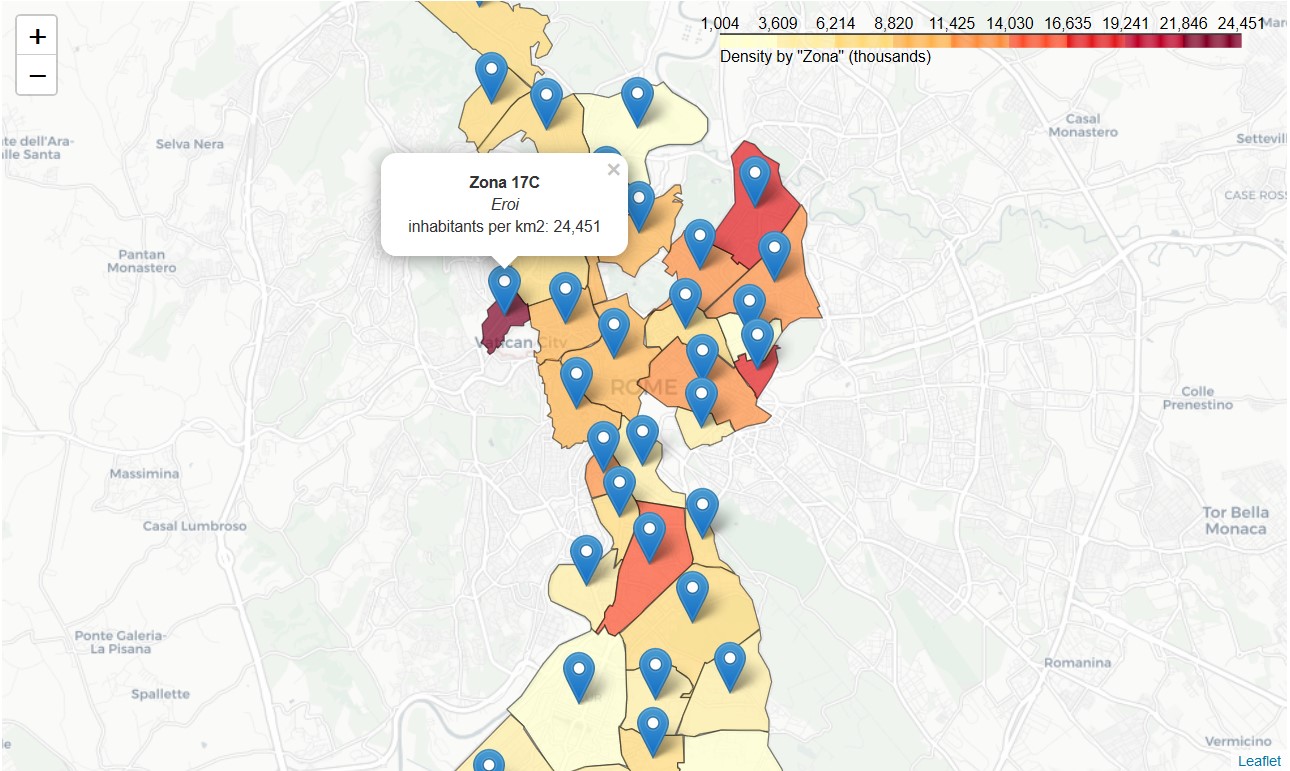 +
−
1,004 3,609 6,214 8,820 11,425 14,030 16,635 19,241 21,846 24,451
Density by "Zona" (thousands)
Casal
Monastero
te dell'Ara-
alle Santa
Selva Nera
Settevill
×
Zona 17C
Eroi
inhabitants per km2: 24,451
CASE ROSS
Pantan
Monastero
Vatican City
ROME
Colle
Prenestino
Massimina
Casal Lumbroso
Tor Bella
Monaca
Ponte Galeria-
La Pisana
Romanina
Spallette
Vermicino
Leaflet